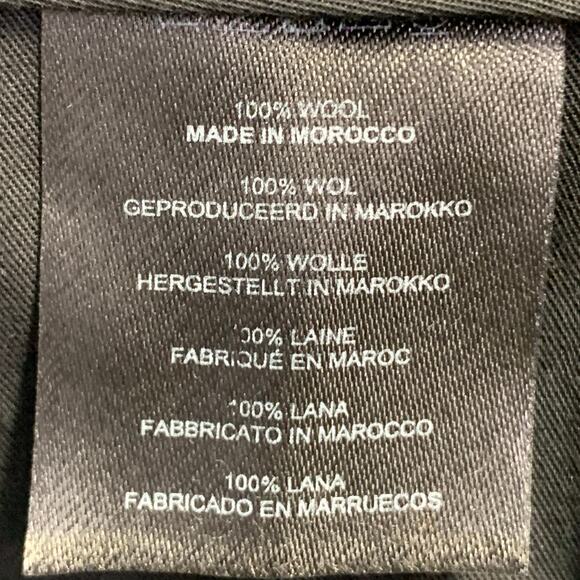 100% WOOL
MADE IN MOROCCO
100% WOL
GEPRODUCEERD IN MAROKKO
100% WOLLE
HERGESTELLT IN MAROKKO
100% LAINE
FABRIQUÉ EN MAROC
100% LANA
FABBRICATO IN MAROCCO
100% LANA
FABRICADO EN MARRUECOS